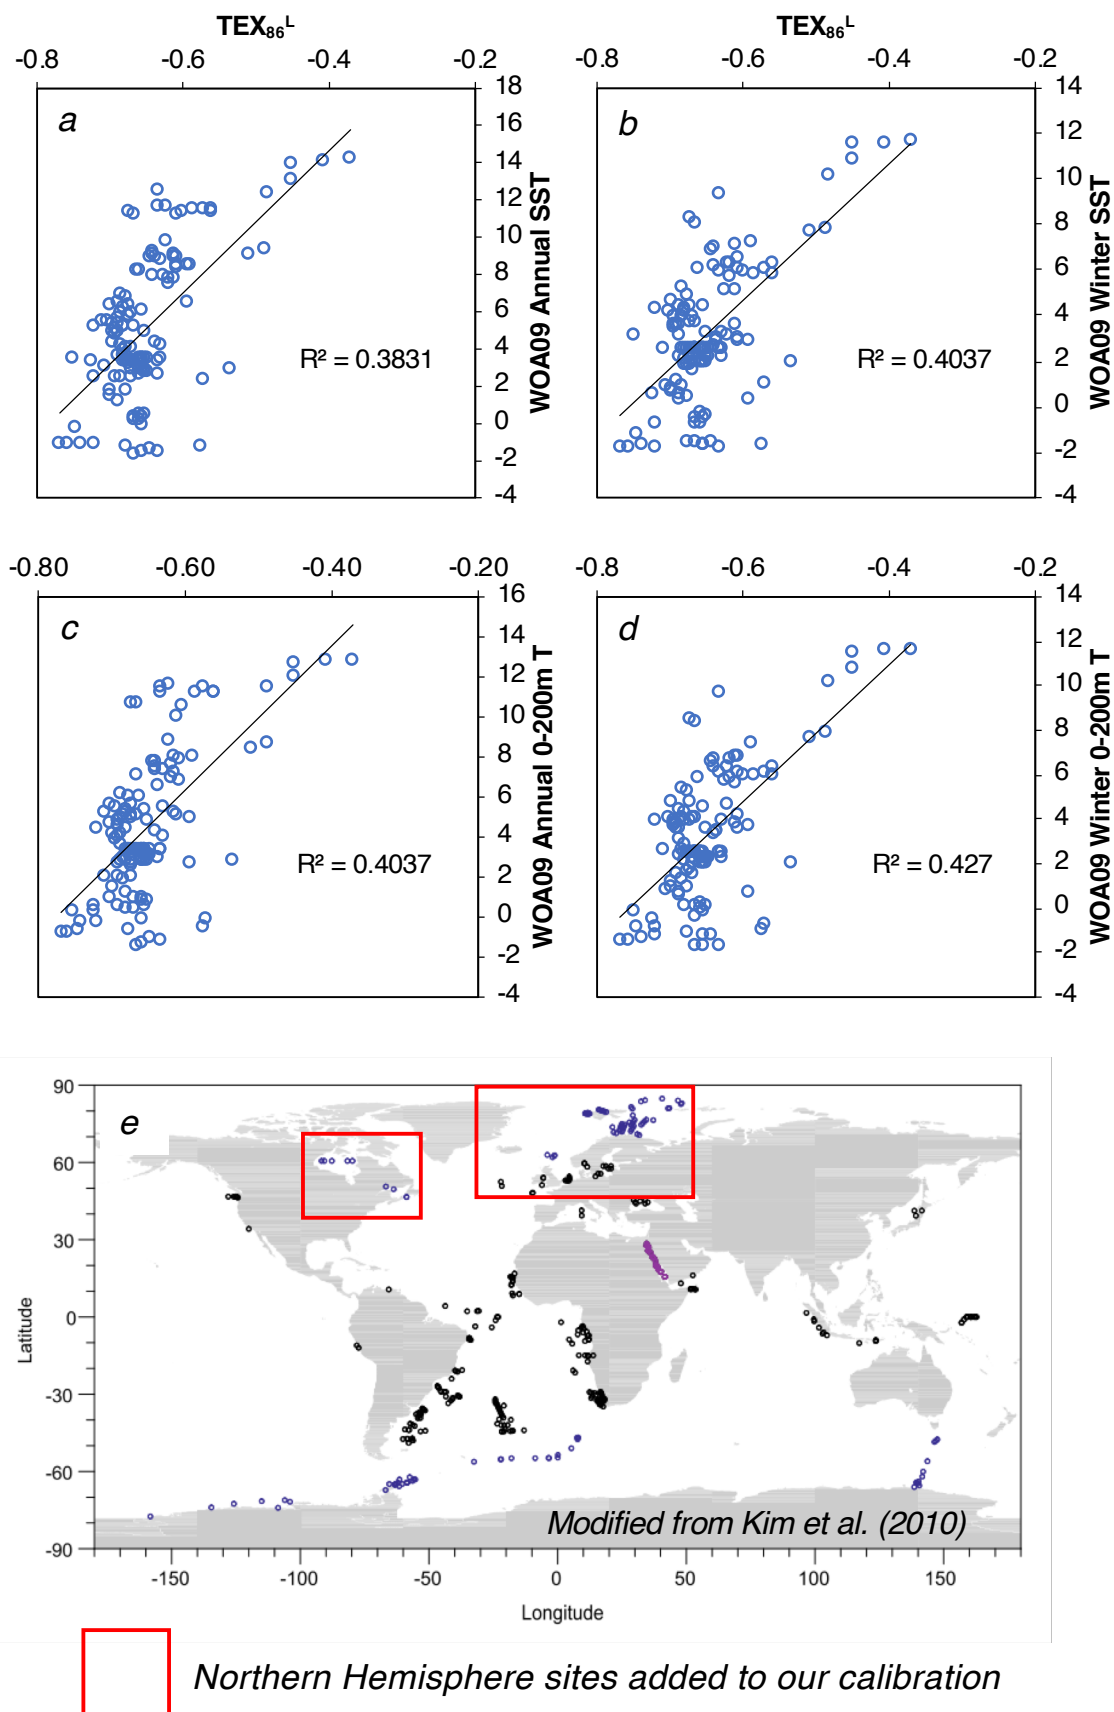 TEX86L TEX86L
-0.8 -0.6 -0.4 -0.2 -0.8 -0.6 -0.4 -0.2
a
R² = 0.3831
18
16
14
12
10
8
6
4
2
0
-2
-4
WOA09 Annual SST
b
R² = 0.4037
14
12
10
8
6
4
2
0
-2
-4
WOA09 Winter SST
-0.80 -0.60 -0.40 -0.20 -0.8 -0.6 -0.4 -0.2
c
R² = 0.4037
16
14
12
10
8
6
4
2
0
-2
-4
WOA09 Annual 0-200m T
d
R² = 0.427
14
12
10
8
6
4
2
0
-2
-4
WOA09 Winter 0-200m T
e
90
60
30
0
-30
-60
-90
Latitude
Modified from Kim et al. (2010)
-150 -100 -50 0 50 100 150
Longitude
Northern Hemisphere sites added to our calibration